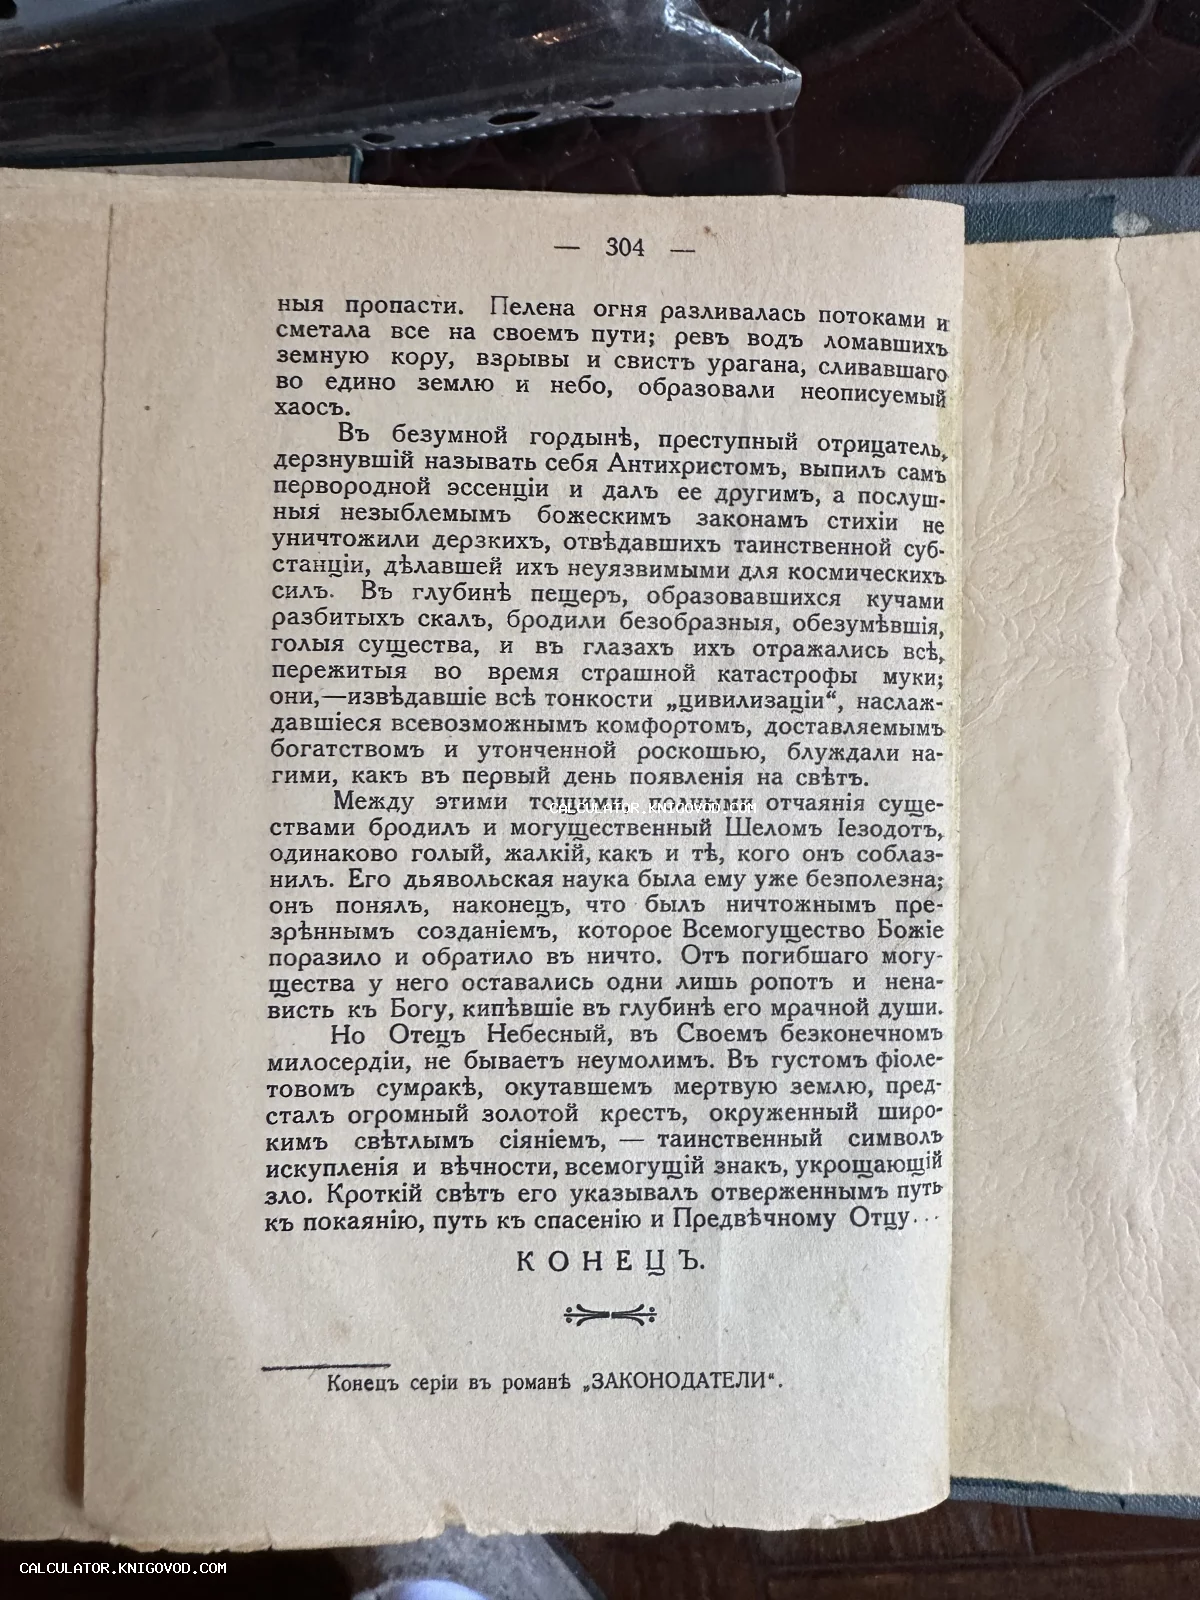 — 304 —
ныя пропасти. Пелена огня разливалась потоками и
сметала все на своемъ пути; ревъ водъ ломавшихъ
земную кору, взрывы и свистъ урагана, сливавшаго
во едино землю и небо, образовали неописуемый
хаосъ.
Въ безумной гордынѣ, преступный отрицатель,
дерзнувшій называть себя Антихристомъ, выпилъ самъ
первородной эссенціи и далъ ее другимъ, а послуш-
ныя незыблемымъ божескимъ законамъ стихіи не
уничтожили дерзкихъ, отвѣдавшихъ таинственной суб-
станціи, дѣлавшей ихъ неуязвимыми для космическихъ
силъ. Въ глубинѣ пещеръ, образовавшихся кучами
разбитыхъ скалъ, бродили безобразныя, обезумѣвшія,
голыя существа, и въ глазахъ ихъ отражались всѣ,
пережитыя во время страшной катастрофы муки;
они,—извѣдавшіе всѣ тонкости „цивилизаціи“, наслаж-
давшіеся всевозможнымъ комфортомъ, доставляемымъ
богатствомъ и утонченной роскошью, блуждали на-
гими, какъ въ первый день появленія на свѣтъ.
Между этими тощими, полными отчаянія суще-
CALCULATOR.KNIGOVOD.COM
ствами бродилъ и могущественный Шеломъ Іезодотъ,
одинаково голый, жалкій, какъ и тѣ, кого онъ соблаз-
нилъ. Его дьявольская наука была ему уже безполезна;
онъ понялъ, наконецъ, что былъ ничтожнымъ пре-
зрѣннымъ созданіемъ, которое Всемогущество Божіе
поразило и обратило въ ничто. Отъ погибшаго могу-
щества у него оставались одни лишь ропотъ и нена-
висть къ Богу, кипѣвшіе въ глубинѣ его мрачной души.
Но Отецъ Небесный, въ Своемъ безконечномъ
милосердіи, не бываетъ неумолимъ. Въ густомъ фіоле-
товомъ сумракѣ, окутавшемъ мертвую землю, пред-
сталъ огромный золотой крестъ, окруженный широ-
кимъ свѣтлымъ сіяніемъ, — таинственный символъ
искупленія и вѣчности, всемогущій знакъ, укрощающій
зло. Кроткій свѣтъ его указывалъ отверженнымъ путь
къ покаянію, путь къ спасенію и Предвѣчному Отцу...
КОНЕЦЪ.
Конецъ серіи въ романѣ „ЗАКОНОДАТЕЛИ“.
CALCULATOR.KNIGOVOD.COM